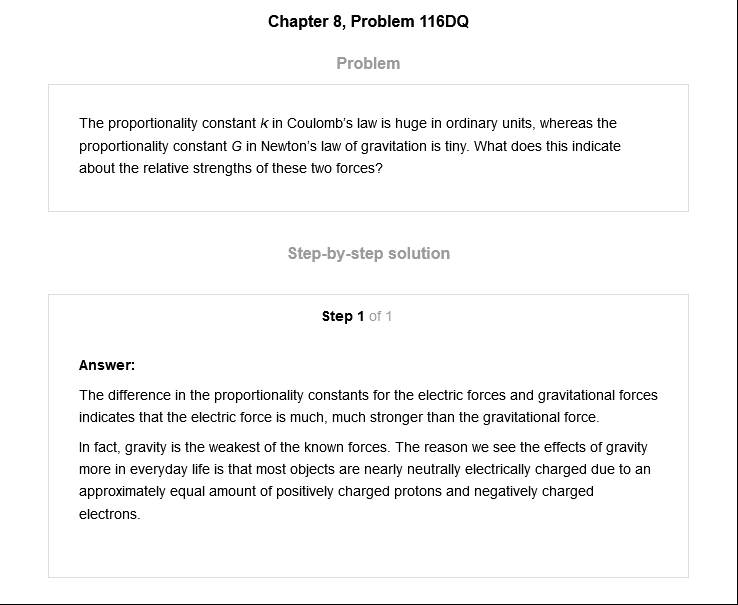 Chapter 8, Problem 116DQ
Problem
The proportionality constant k in Coulomb's law is huge in ordinary units, whereas the
proportionality constant G in Newton's law of gravitation is tiny. What does this indicate
about the relative strengths of these two forces?
Step-by-step solution
Step 1 of 1
Answer:
The difference in the proportionality constants for the electric forces and gravitational forces
indicates that the electric force is much, much stronger than the gravitational force.
In fact, gravity is the weakest of the known forces. The reason we see the effects of gravity
more in everyday life is that most objects are nearly neutrally electrically charged due to an
approximately equal amount of positively charged protons and negatively charged
electrons.